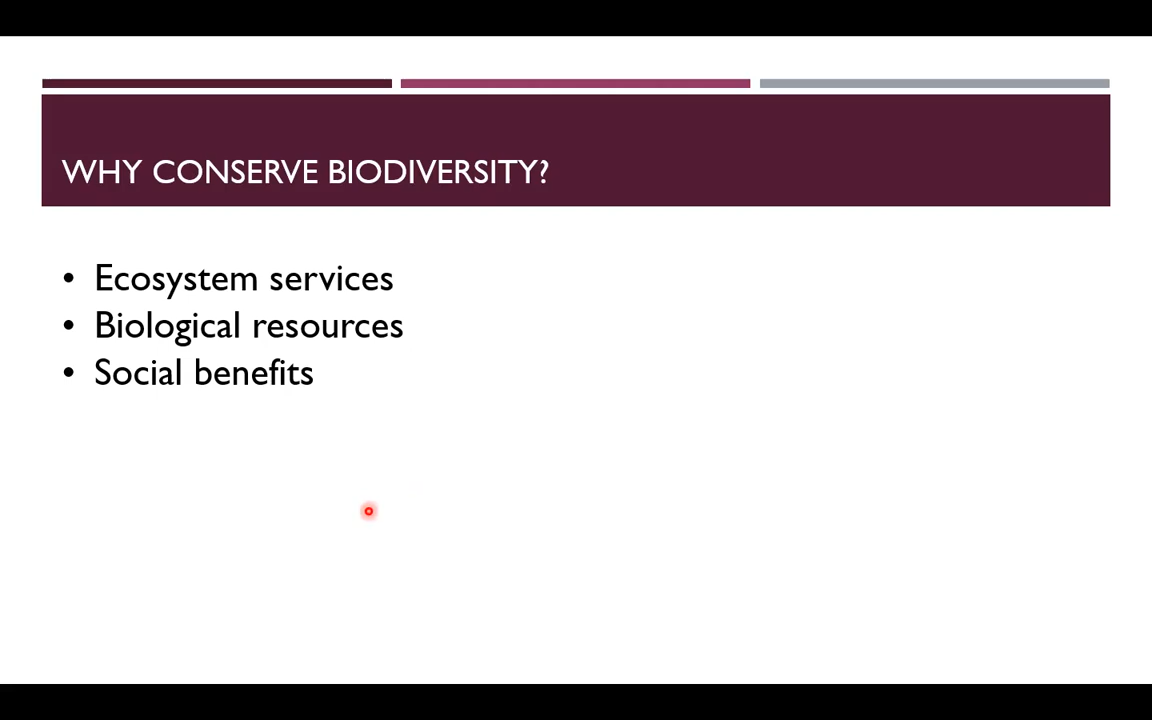 WHY CONSERVE BIODIVERSITY?
• Ecosystem services
• Biological resources
• Social benefits